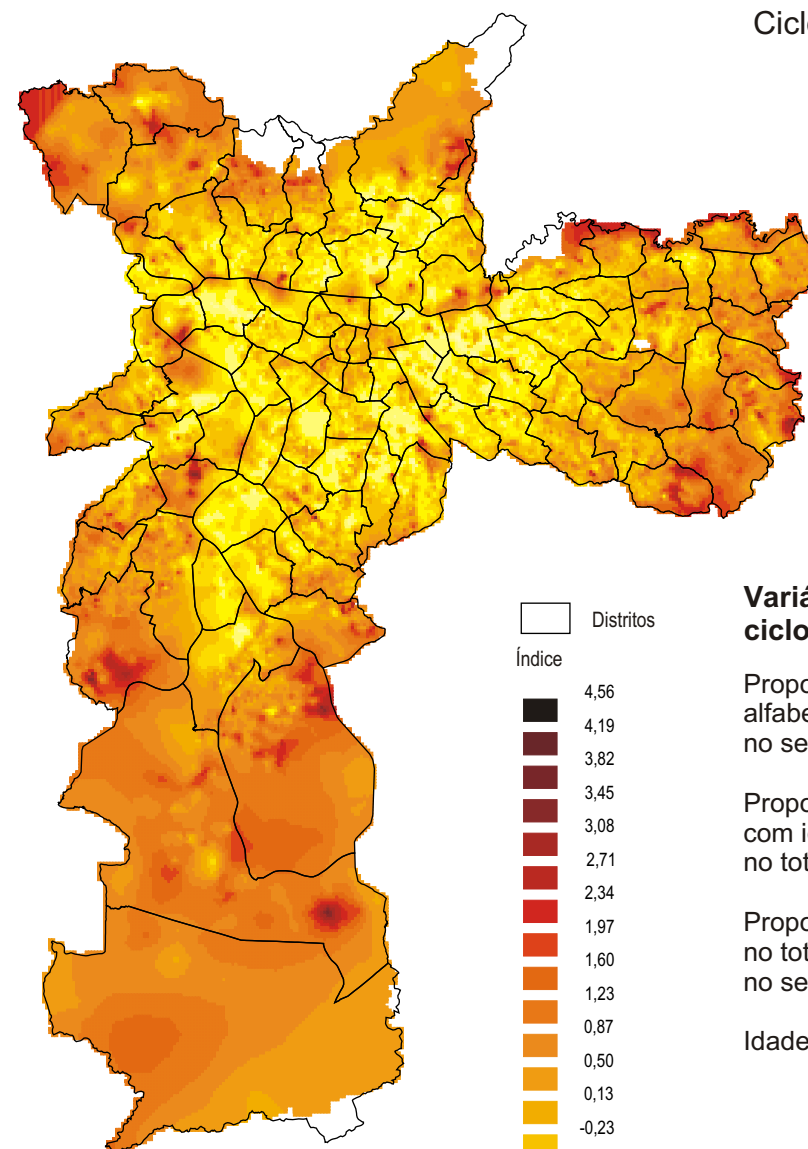 Cicl
Distritos
Índice
4,56
4,19
3,82
3,45
3,08
2,71
2,34
1,97
1,60
1,23
0,87
0,50
0,13
-0,23
Variá
ciclo
Propo
alfabe
no se
Propo
com i
no tot
Propo
no tot
no se
Idade